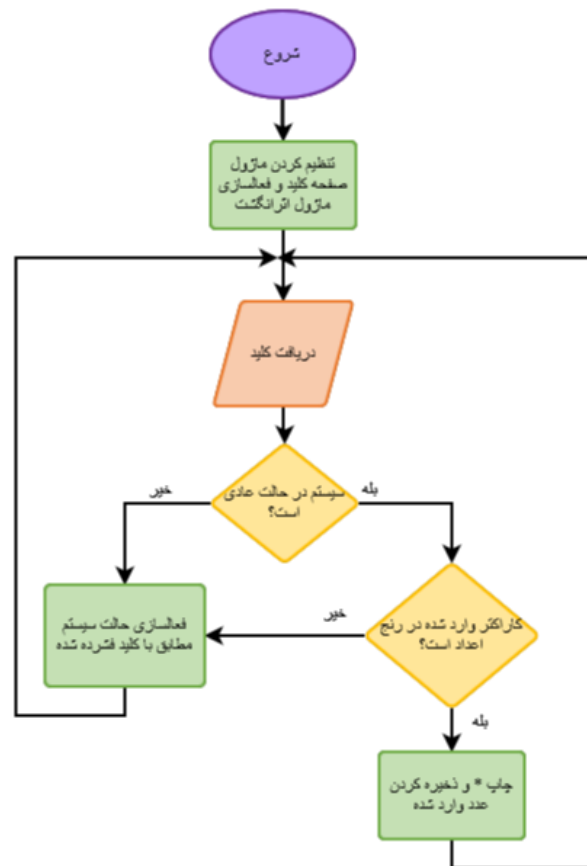 شروع
تنظیم کردن ماژول
صفحه کلید و فعالسازی
ماژول اثرانگشت
دریافت کلید
سیستم در حالت عادی
است؟
خیر
بله
کاراکتر وارد شده در رنج
اعداد است؟
خیر
فعالسازی حالت سیستم
مطابق با کلید فشرده شده
بله
چاپ * و ذخیره کردن
عدد وارد شده